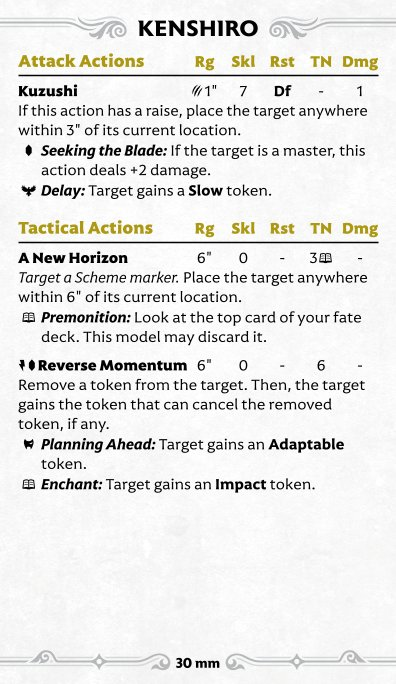 KENSHIRO
Attack Actions Rg Skl Rst TN Dmg
Kuzushi 1" 7 Df - 1
If this action has a raise, place the target anywhere
within 3" of its current location.
Seeking the Blade: If the target is a master, this
action deals +2 damage.
Delay: Target gains a Slow token.
Tactical Actions Rg Skl Rst TN Dmg
A New Horizon 6" 0 - 3 -
Target a Scheme marker. Place the target anywhere
within 6" of its current location.
Premonition: Look at the top card of your fate
deck. This model may discard it.
Reverse Momentum 6" 0 - 6 -
Remove a token from the target. Then, the target
gains the token that can cancel the removed
token, if any.
Planning Ahead: Target gains an Adaptable
token.
Enchant: Target gains an Impact token.
30 mm